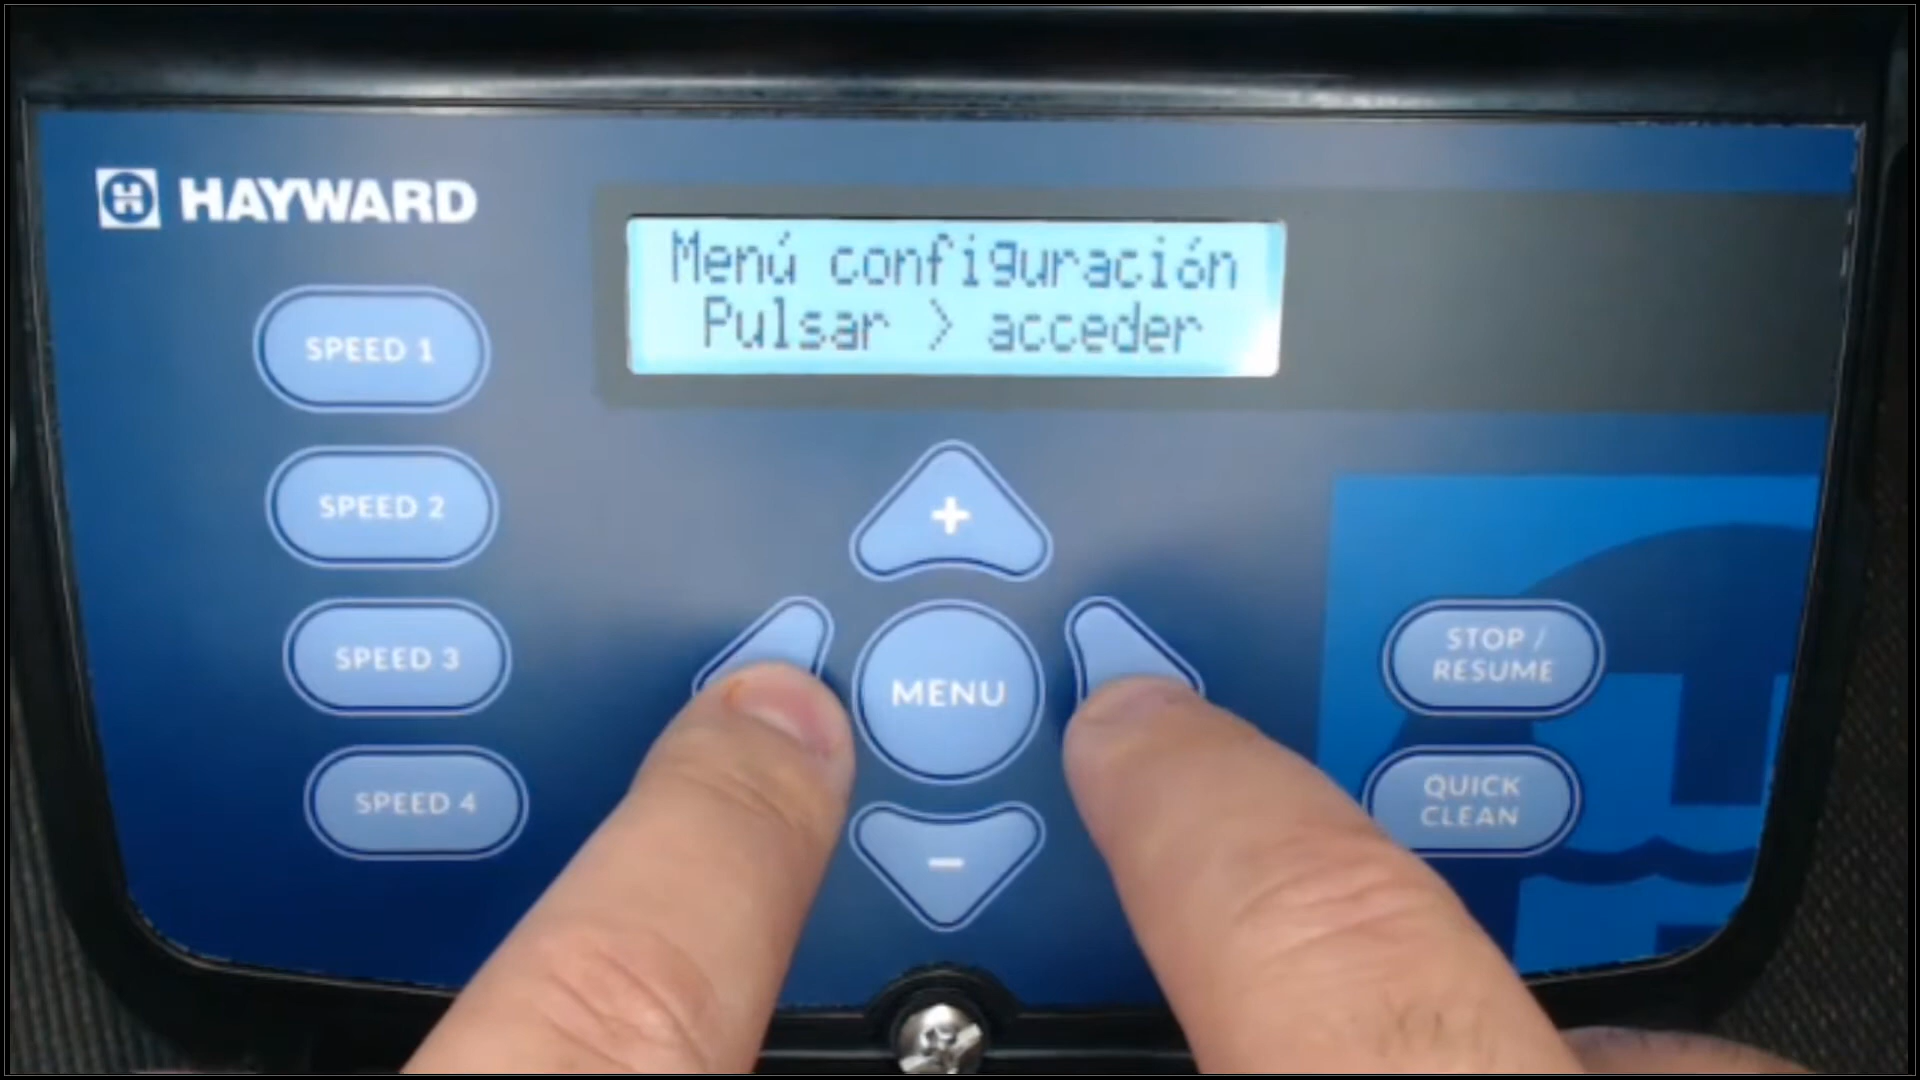 HAYWARD
Menú configuración
Pulsar > acceder
SPEED 1
SPEED 2
SPEED 3
SPEED 4
+
MENU
−
STOP /
RESUME
QUICK
CLEAN